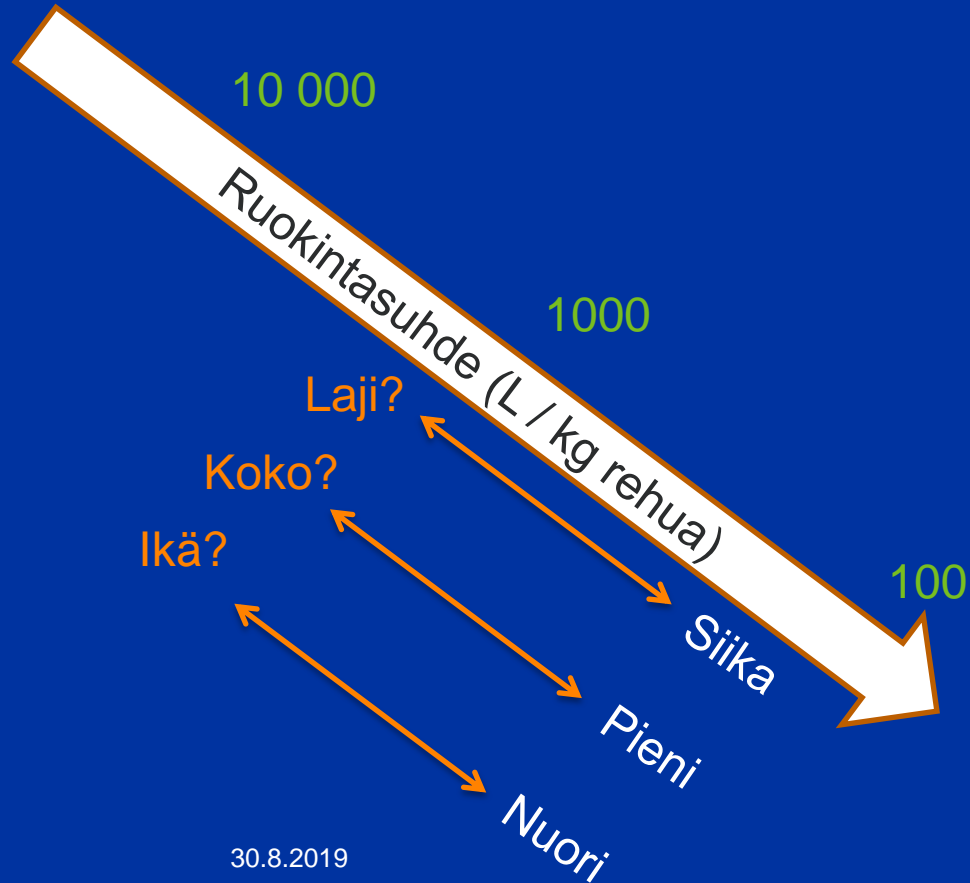 10 000
Ruokintasuhde (L / kg rehua)
1000
Laji?
Koko?
Ikä?
100
Siika
Pieni
Nuori
30.8.2019